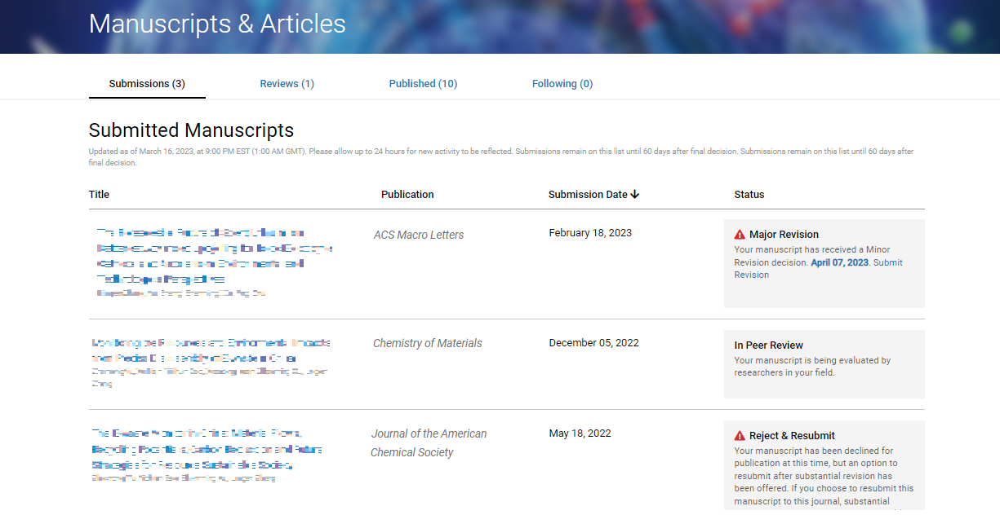 Manuscripts & Articles
Submissions (3)
Reviews (1)
Published (10)
Following (0)
Submitted Manuscripts
Updated as of March 16, 2023, at 9:00 PM EST (1:00 AM GMT). Please allow up to 24 hours for new activity to be reflected. Submissions remain on this list until 60 days after final decision. Submissions remain on this list until 60 days after
final decision.
Title
Publication
Submission Date
Status
ACS Macro Letters
February 18, 2023
Major Revision
Your manuscript has received a Minor
Revision decision. April 07, 2023. Submit
Revision
Chemistry of Materials
December 05, 2022
In Peer Review
Your manuscript is being evaluated by
researchers in your field.
Journal of the American
Chemical Society
May 18, 2022
Reject & Resubmit
Your manuscript has been declined for
publication at this time, but an option to
resubmit after substantial revision has
been offered. If you choose to resubmit this
manuscript to this journal, substantial